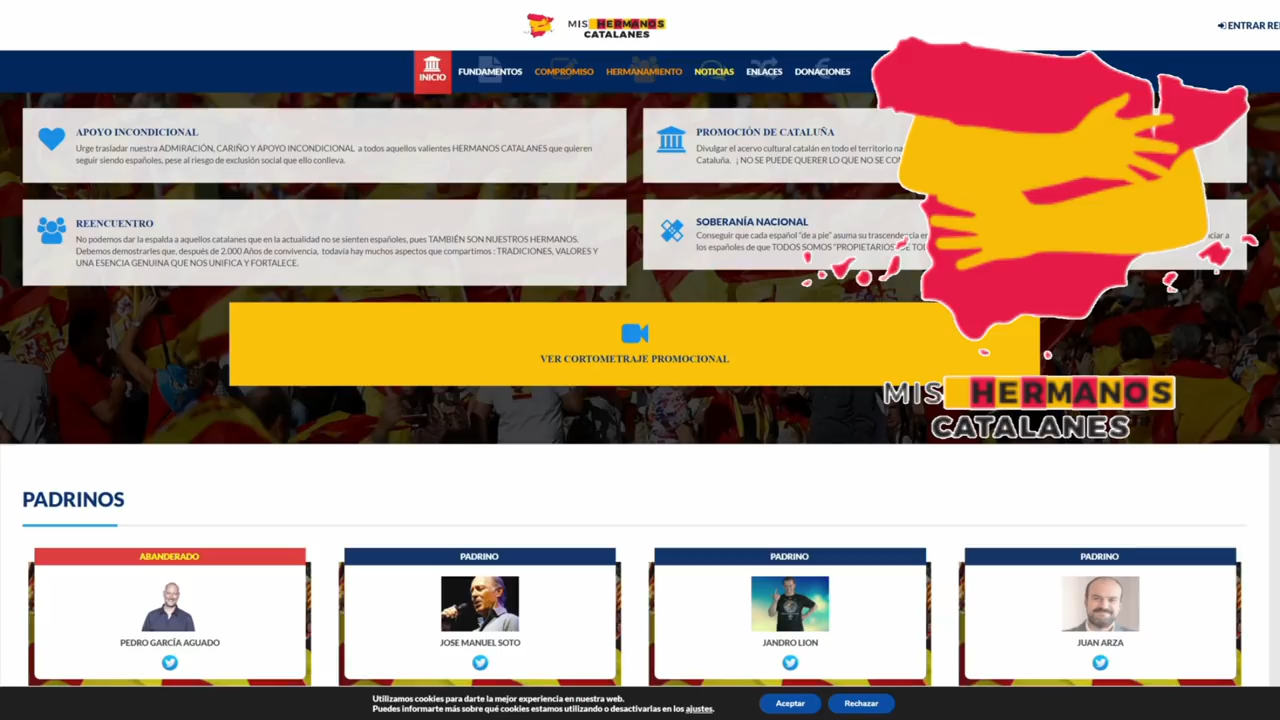 MIS HERMANOS
CATALANES
ENTRAR
INICIO
FUNDAMENTOS
COMPROMISO
HERMANAMIENTO
NOTICIAS
ENLACES
DONACIONES
APOYO INCONDICIONAL
Urge trasladar nuestra ADMIRACIÓN, CARIÑO Y APOYO INCONDICIONAL a todos aquellos valientes HERMANOS CATALANES que quieren
seguir siendo españoles, pese al riesgo de exclusión social que ello conlleva.
PROMOCIÓN DE CATALUÑA
Divulgar el acervo cultural catalán en todo el territorio
Cataluña. ¡ NO SE PUEDE QUERER LO QUE NO SE
REENCUENTRO
No podemos dar la espalda a aquellos catalanes que en la actualidad no se sienten españoles, pues TAMBIÉN SON NUESTROS HERMANOS.
Debemos demostrarles que, después de 2.000 Años de convivencia, todavía hay muchos aspectos que compartimos : TRADICIONES, VALORES Y
UNA ESENCIA GENUINA QUE NOS UNIFICA Y FORTALECE.
SOBERANÍA NACIONAL
Conseguir que cada español "de a pie" asuma su trascendencia
los españoles de que TODOS SOMOS "PROPIETARIOS
VER CORTOMETRAJE PROMOCIONAL
MIS HERMANOS
CATALANES
PADRINOS
ABANDERADO
PEDRO GARCÍA AGUADO
PADRINO
JOSE MANUEL SOTO
PADRINO
JANDRO LION
PADRINO
JUAN ARZA
Utilizamos cookies para darte la mejor experiencia en nuestra web.
Puedes informarte más sobre qué cookies estamos utilizando o desactivarlas en los ajustes.
Aceptar
Rechazar